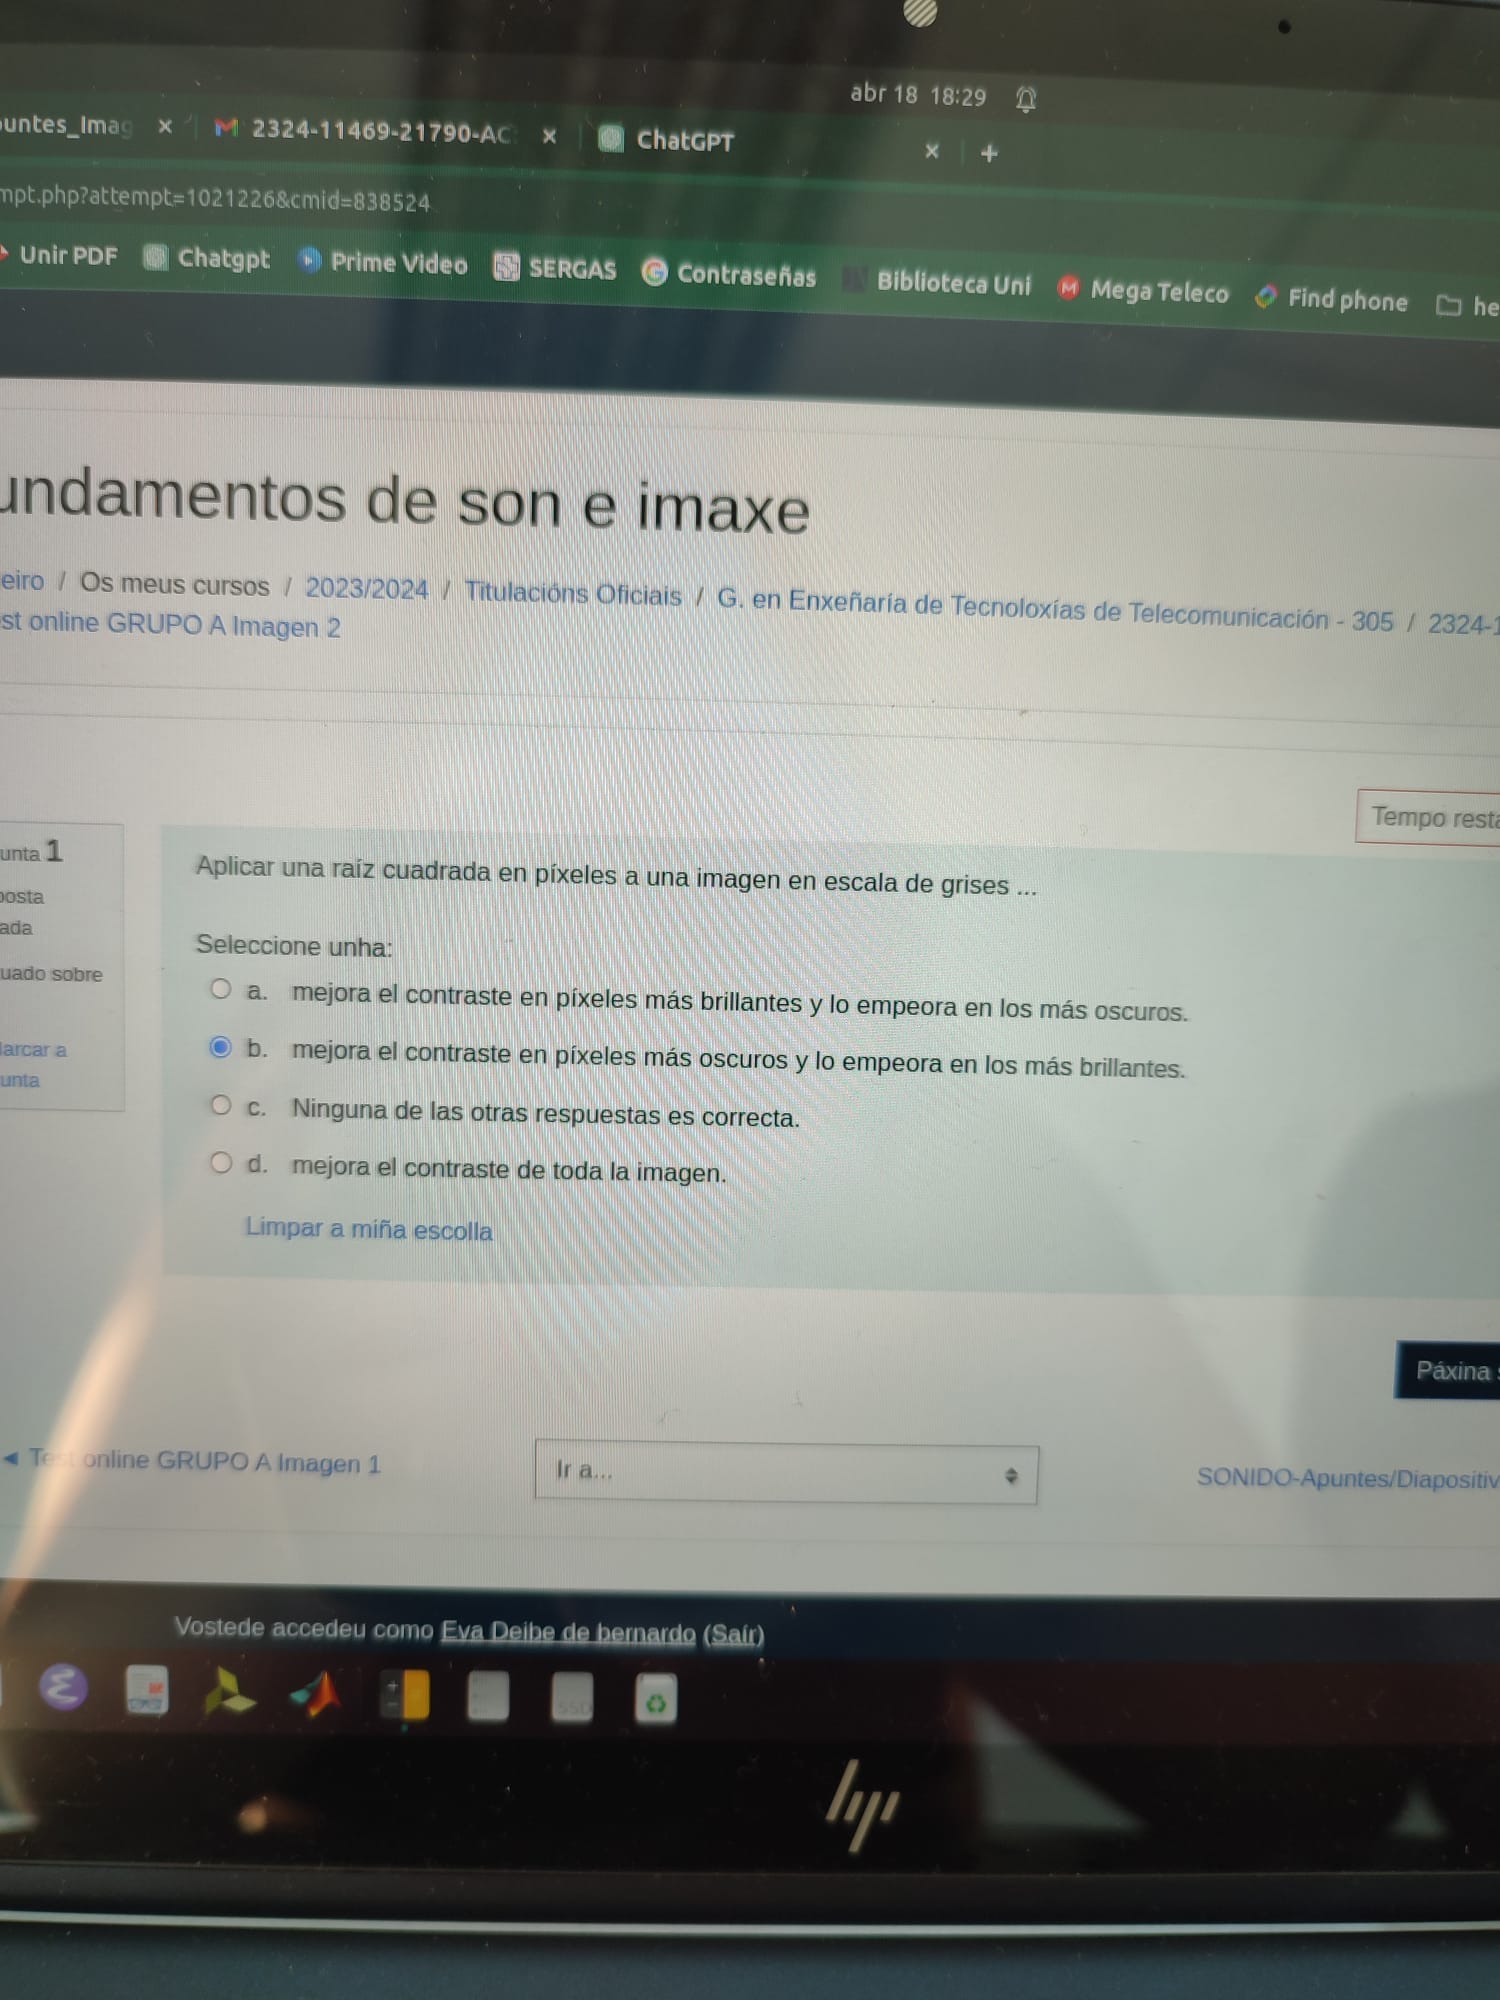 abr 18 18:29
untes_Imag × 2324-11469-21790-AC × ChatGPT × +
mpt.php?attempt=1021226&cmid=838524
Unir PDF Chatgpt Prime Video SERGAS Contraseñas Biblioteca Uni Mega Teleco Find phone he
undamentos de son e imaxe
eiro / Os meus cursos / 2023/2024 / Titulacións Oficiais / G. en Enxeñaría de Tecnoloxías de Telecomunicación - 305 / 2324-1
st online GRUPO A Imagen 2
Tempo resta
unta 1
posta
ada
uado sobre
arcar a
unta
Aplicar una raíz cuadrada en píxeles a una imagen en escala de grises ...
Seleccione unha:
a. mejora el contraste en píxeles más brillantes y lo empeora en los más oscuros.
b. mejora el contraste en píxeles más oscuros y lo empeora en los más brillantes.
c. Ninguna de las otras respuestas es correcta.
d. mejora el contraste de toda la imagen.
Limpar a miña escolla
Páxina s
◄ Test online GRUPO A Imagen 1
Ir a...
SONIDO-Apuntes/Diapositiv
Vostede accedeu como Eva Deibe de bernardo (Saír)
SSD
hp